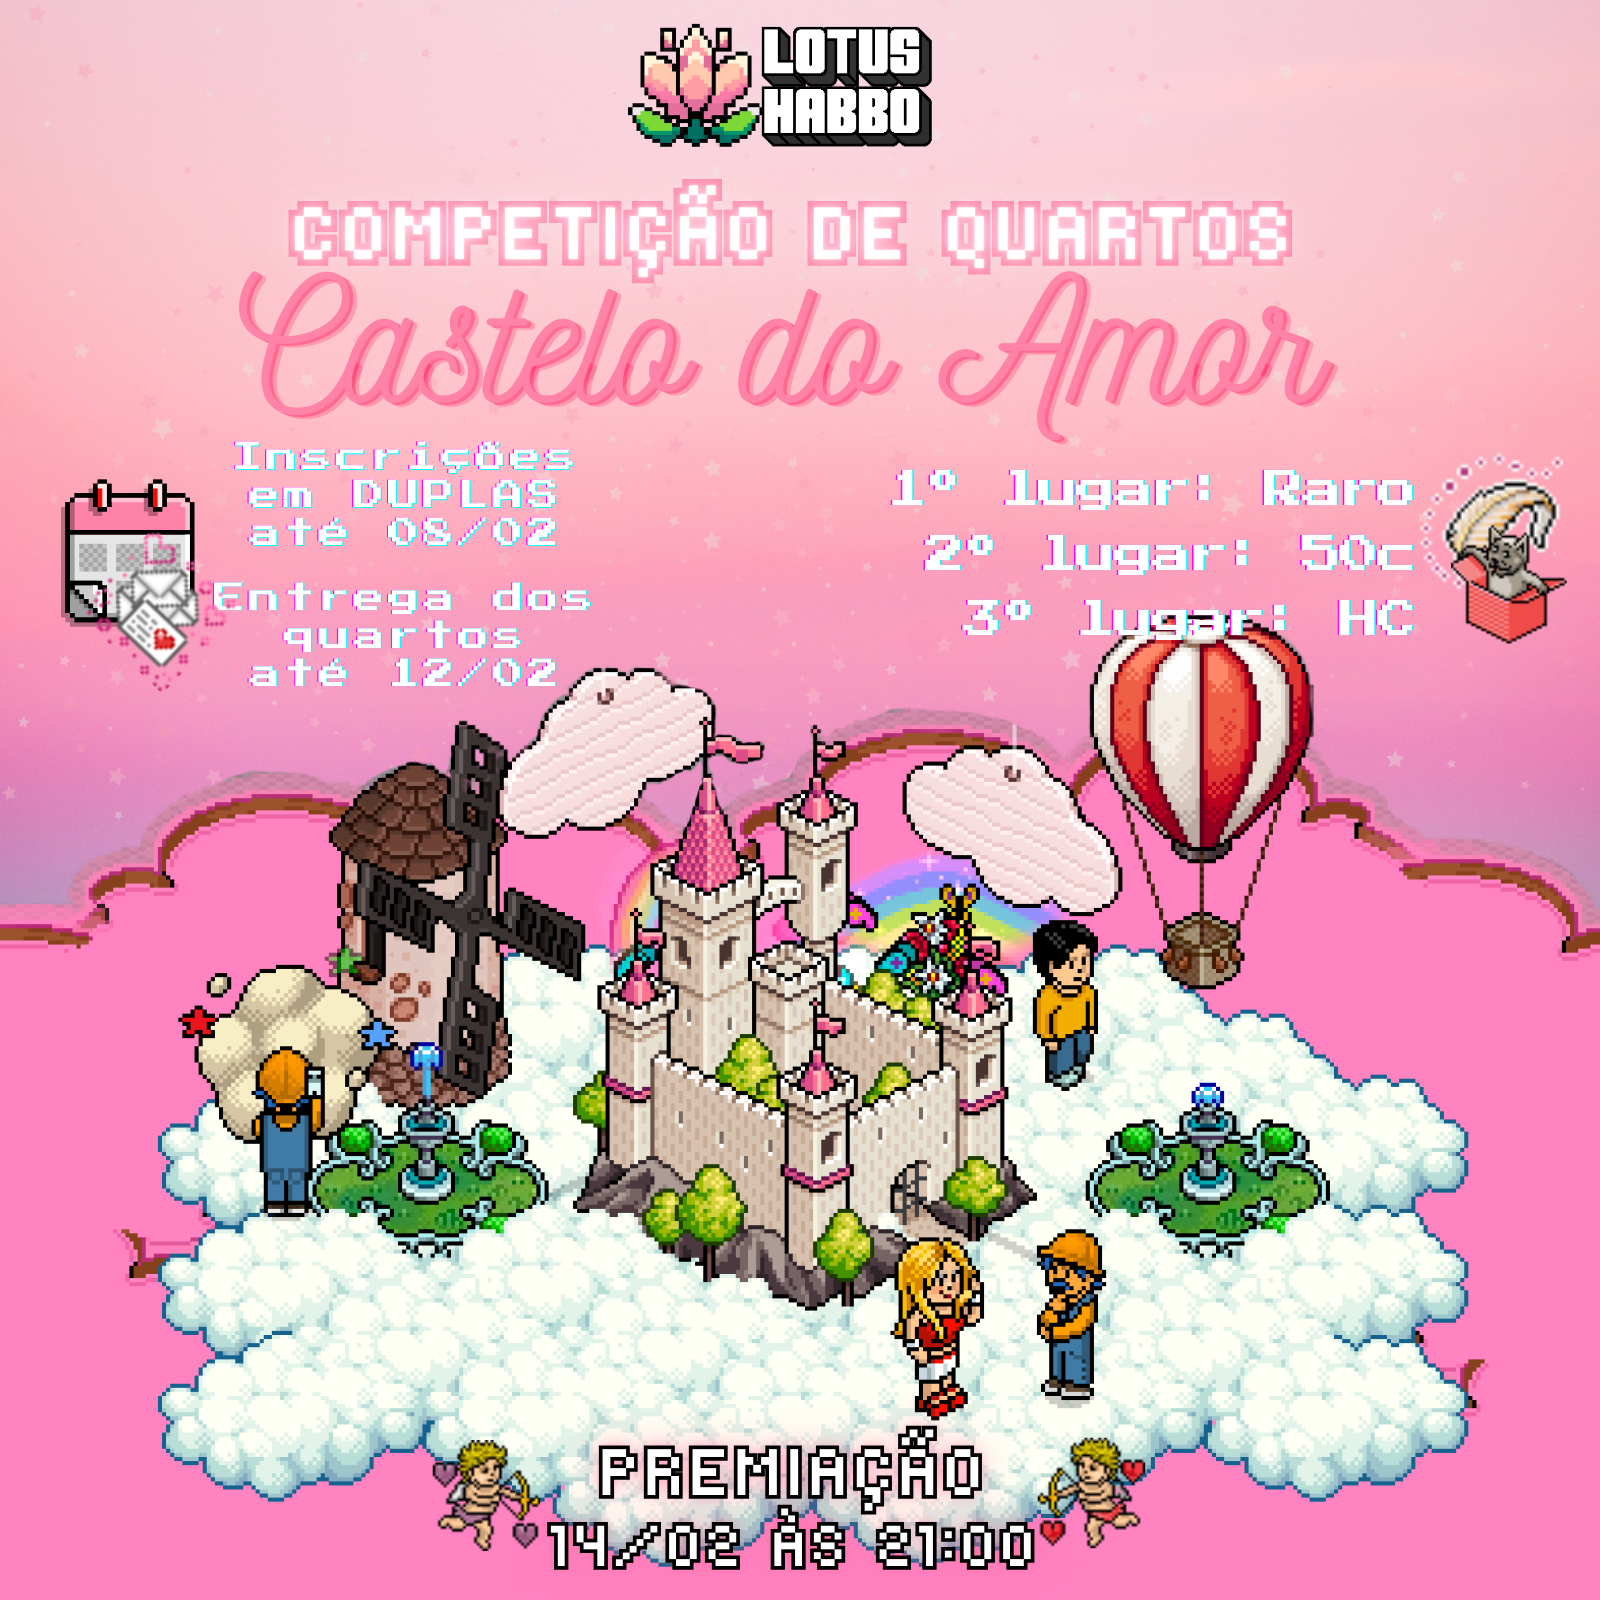 LOTUS
HABBO
COMPETIÇÃO DE QUARTOS
Castelo do Amor
Inscrições
em DUPLAS
até 08/02
Entrega dos
quartos
até 12/02
1º lugar: Raro
2º lugar: 50c
3º lugar: HC
PREMIAÇÃO
14/02 ÀS 21:00